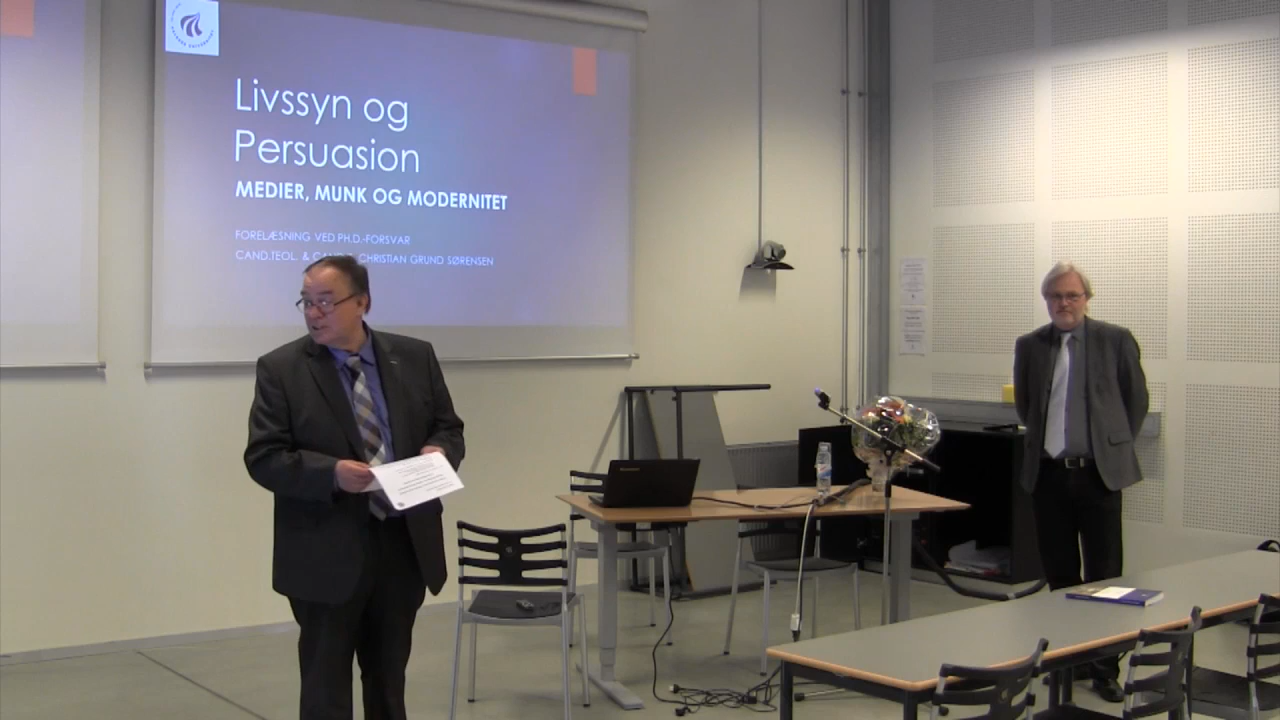 Livssyn og
Persuasion
MEDIER, MUNK OG MODERNITET
FORELÆSNING VED PH.D.-FORSVAR
CAND.TEOL. & CHRISTIAN GRUND SØRENSEN